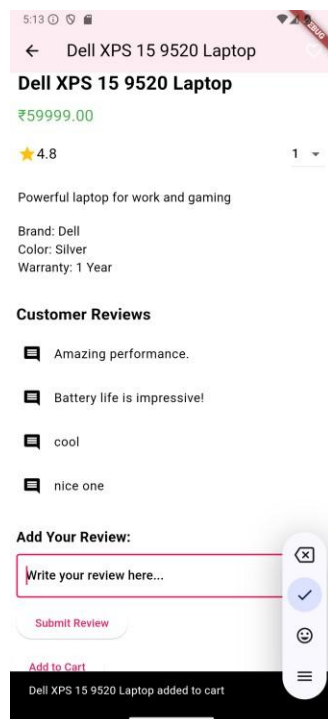 5:13
Dell XPS 15 9520 Laptop
Dell XPS 15 9520 Laptop
₹59999.00
4.8
1
Powerful laptop for work and gaming
Brand: Dell
Color: Silver
Warranty: 1 Year
Customer Reviews
Amazing performance.
Battery life is impressive!
cool
nice one
Add Your Review:
Write your review here...
Submit Review
Add to Cart
Dell XPS 15 9520 Laptop added to cart